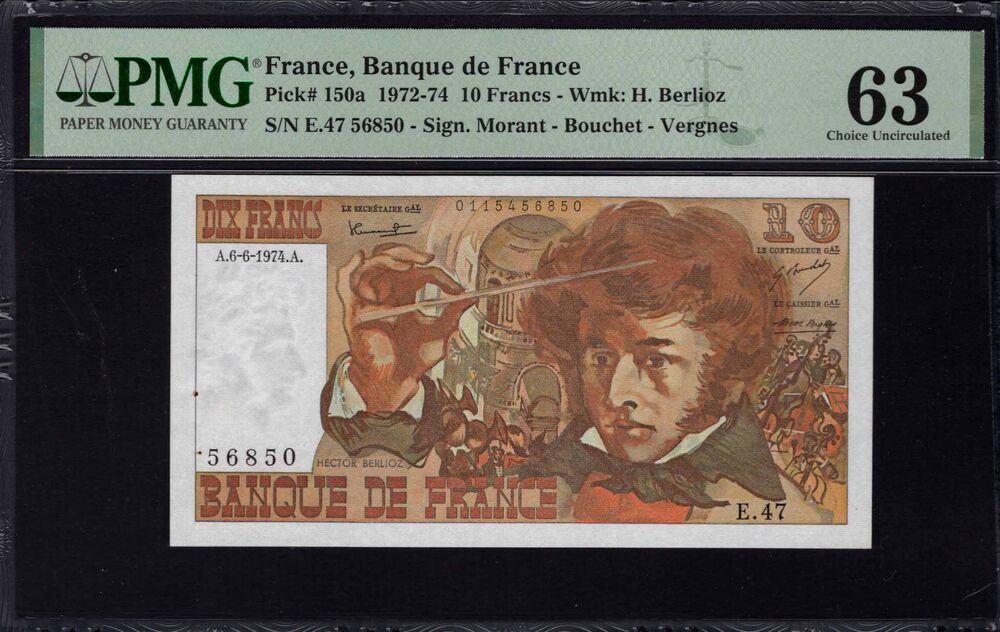 PMG®
PAPER MONEY GUARANTY
France, Banque de France
Pick# 150a 1972-74 10 Francs - Wmk: H. Berlioz
S/N E.47 56850 - Sign. Morant - Bouchet - Vergnes
63
Choice Uncirculated
DIX FRANCS
LE SECRÉTAIRE GAL
0115456850
10
A.6-6-1974.A.
LE CONTROLEUR GAL
G. Bouchet
LE CAISSIER GAL
56850
HECTOR BERLIOZ
BANQUE DE FRANCE
E.47